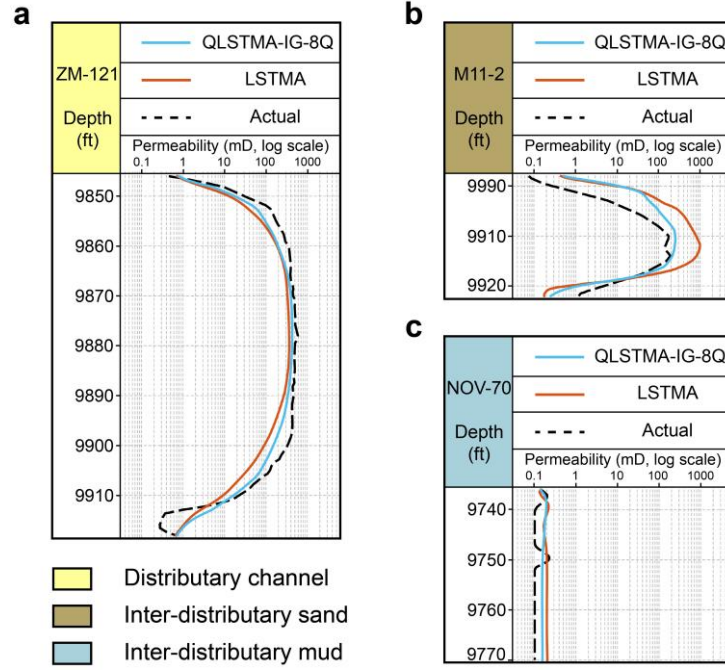 a
ZM-121
Depth
(ft)
QLSTMA-IG-8Q
LSTMA
Actual
Permeability (mD, log scale)
0.1 1 10 100 1000
9850
9860
9870
9880
9890
9900
9910
Distributary channel
Inter-distributary sand
Inter-distributary mud
b
M11-2
Depth
(ft)
QLSTMA-IG-8Q
LSTMA
Actual
Permeability (mD, log scale)
0.1 1 10 100 1000
9990
9910
9920
c
NOV-70
Depth
(ft)
QLSTMA-IG-8Q
LSTMA
Actual
Permeability (mD, log scale)
0.1 1 10 100 1000
9740
9750
9760
9770